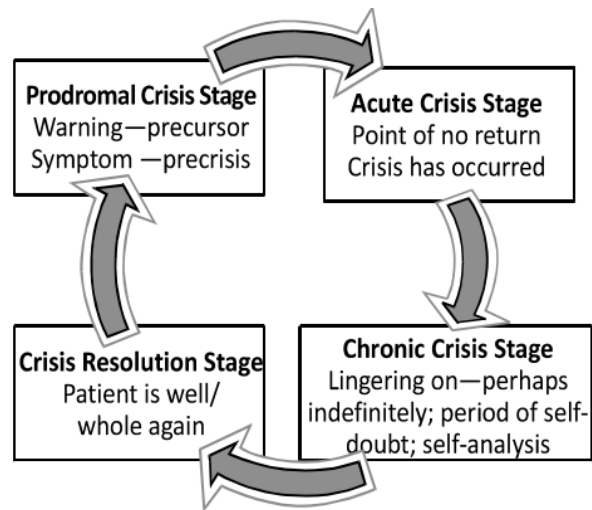 Prodromal Crisis Stage
Warning—precursor
Symptom —precrisis
Acute Crisis Stage
Point of no return
Crisis has occurred
Chronic Crisis Stage
Lingering on—perhaps
indefinitely; period of self-
doubt; self-analysis
Crisis Resolution Stage
Patient is well/
whole again